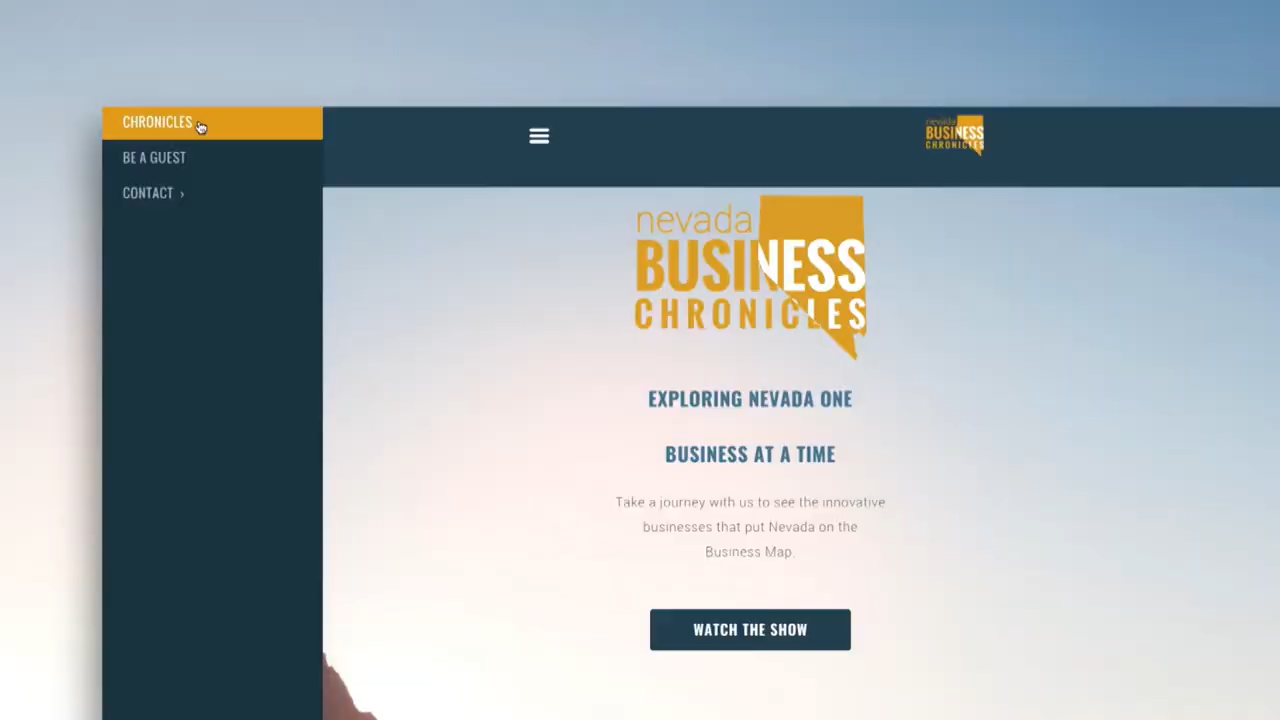 CHRONICLES
BE A GUEST
CONTACT ›
nevada
BUSINESS
CHRONICLES
nevada
BUSINESS
CHRONICLES
EXPLORING NEVADA ONE
BUSINESS AT A TIME
Take a journey with us to see the innovative
businesses that put Nevada on the
Business Map.
WATCH THE SHOW